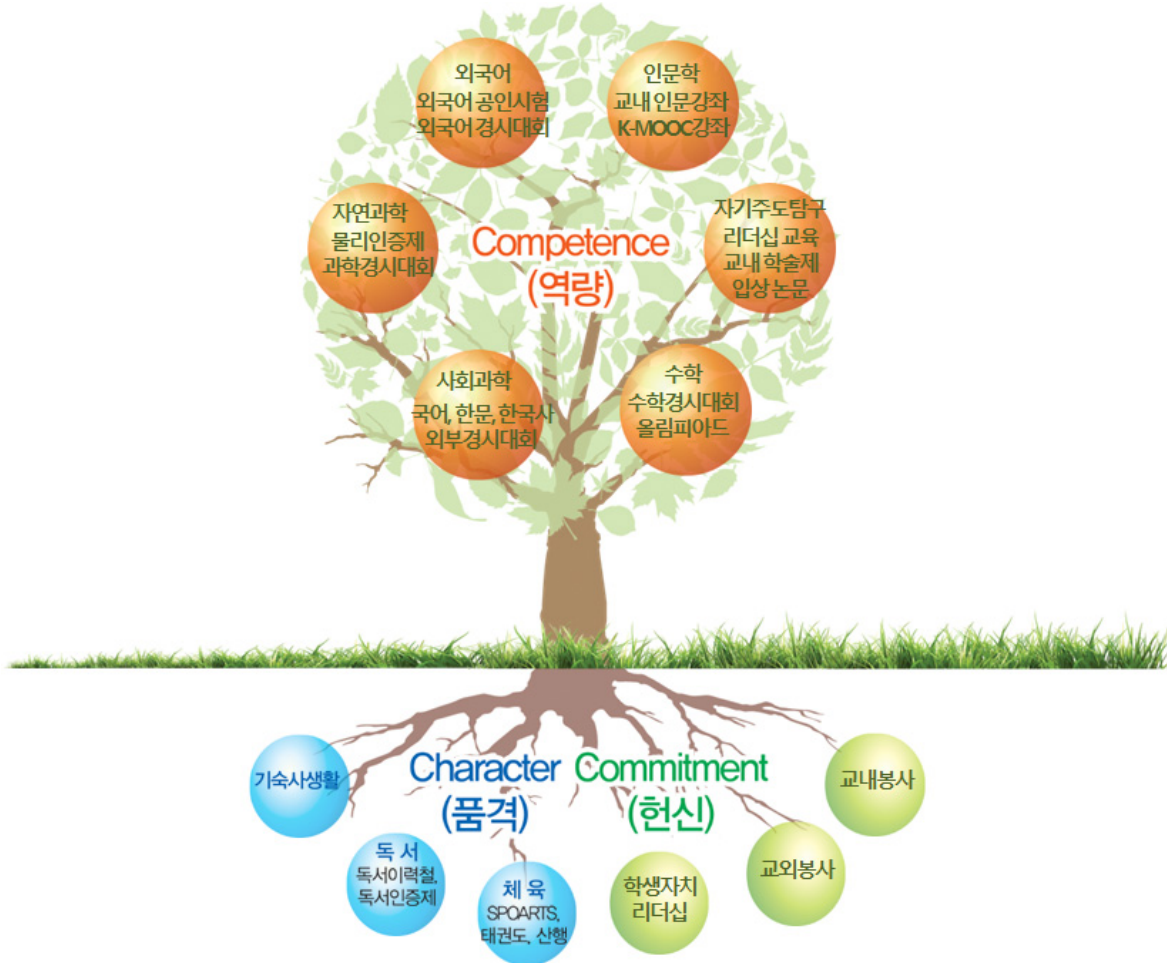 외국어
외국어 공인시험
외국어 경시대회
인문학
교내 인문강좌
K-MOOC강좌
자연과학
물리인증제
과학경시대회
Competence
(역량)
자기주도탐구
리더십 교육
교내 학술제
입상 논문
사회과학
국어, 한문, 한국사
외부경시대회
수학
수학경시대회
올림피아드
기숙사생활
Character
(품격)
Commitment
(헌신)
교내봉사
독 서
독서이력철,
독서인증제
체 육
SPOARTS,
태권도, 산행
학생자치
리더십
교외봉사